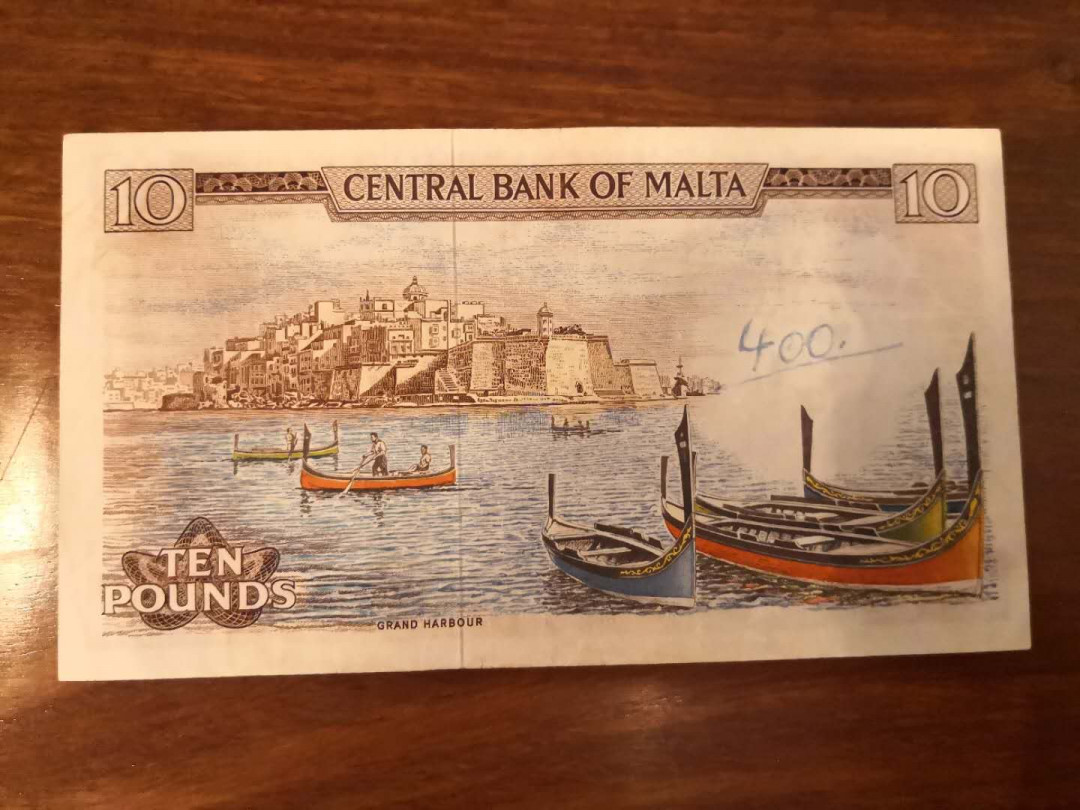 10 CENTRAL BANK OF MALTA 10
400.
TEN
POUNDS
GRAND HARBOUR